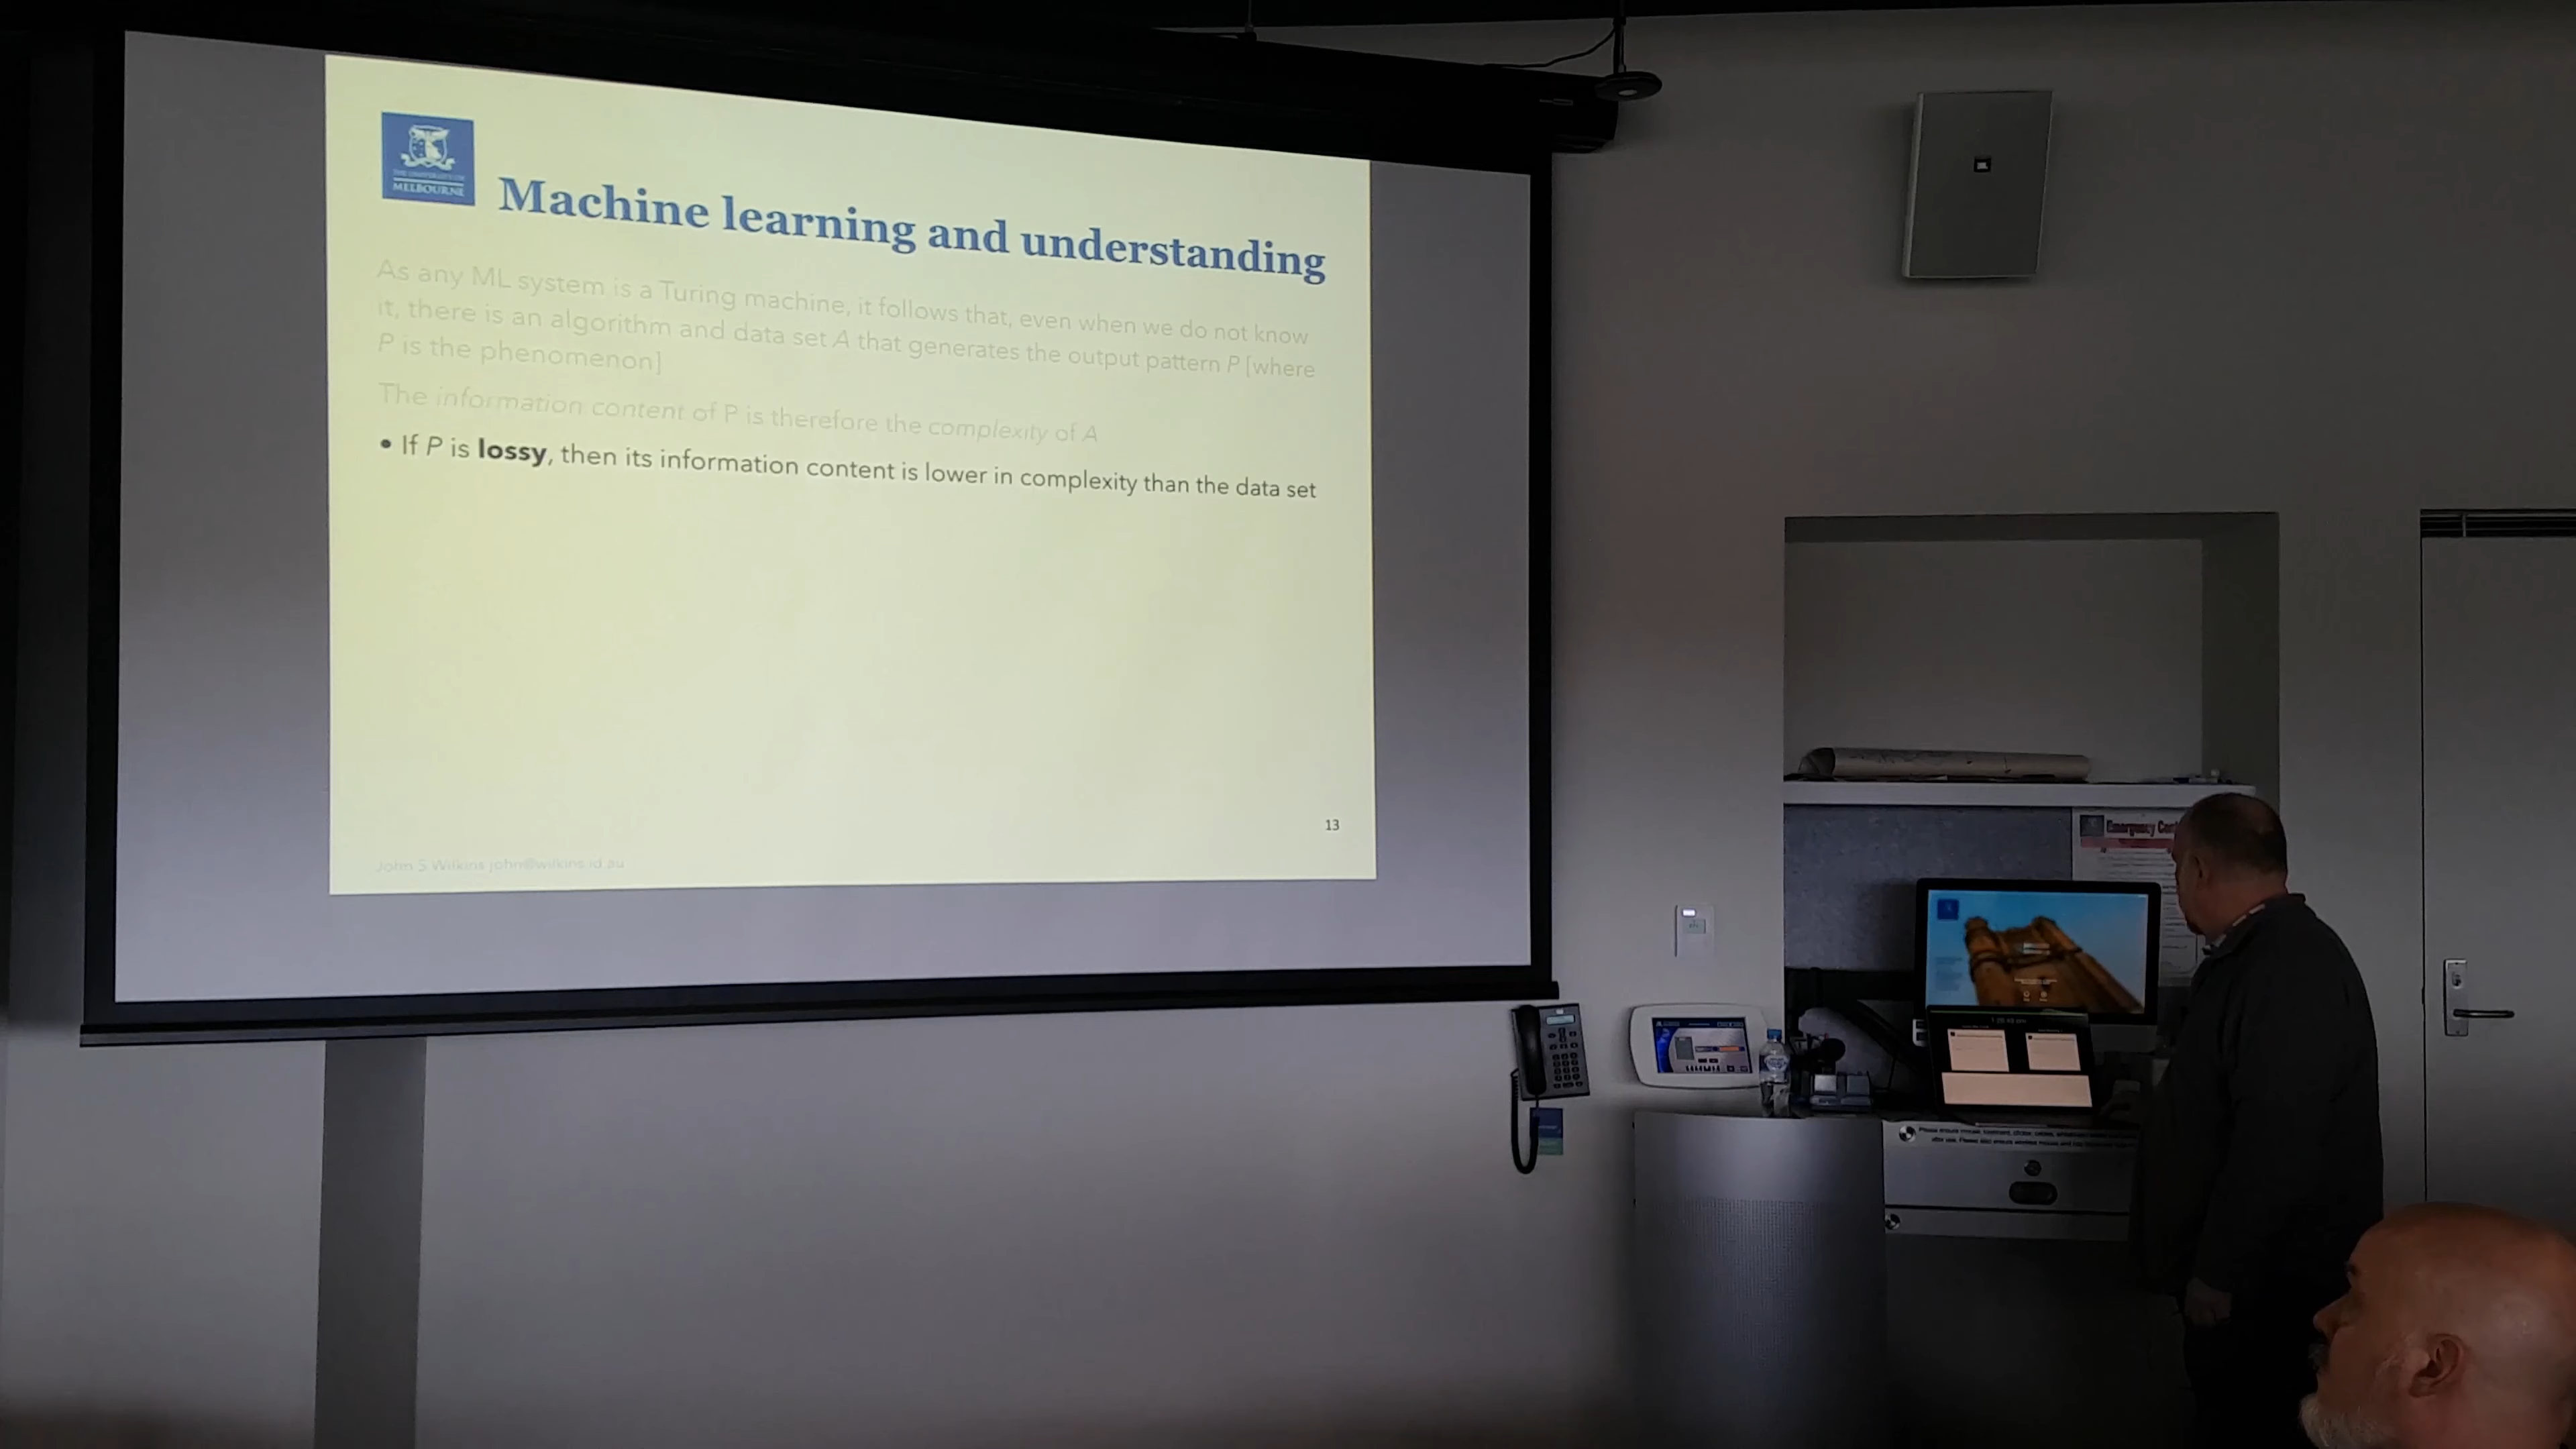 THE UNIVERSITY OF
MELBOURNE
Machine learning and understanding
As any ML system is a Turing machine, it follows that, even when we do not know
it, there is an algorithm and data set A that generates the output pattern P [where
P is the phenomenon]
The information content of P is therefore the complexity of A
• If P is lossy, then its information content is lower in complexity than the data set
13
John S Wilkins john@wilkins.id.au
Emergency